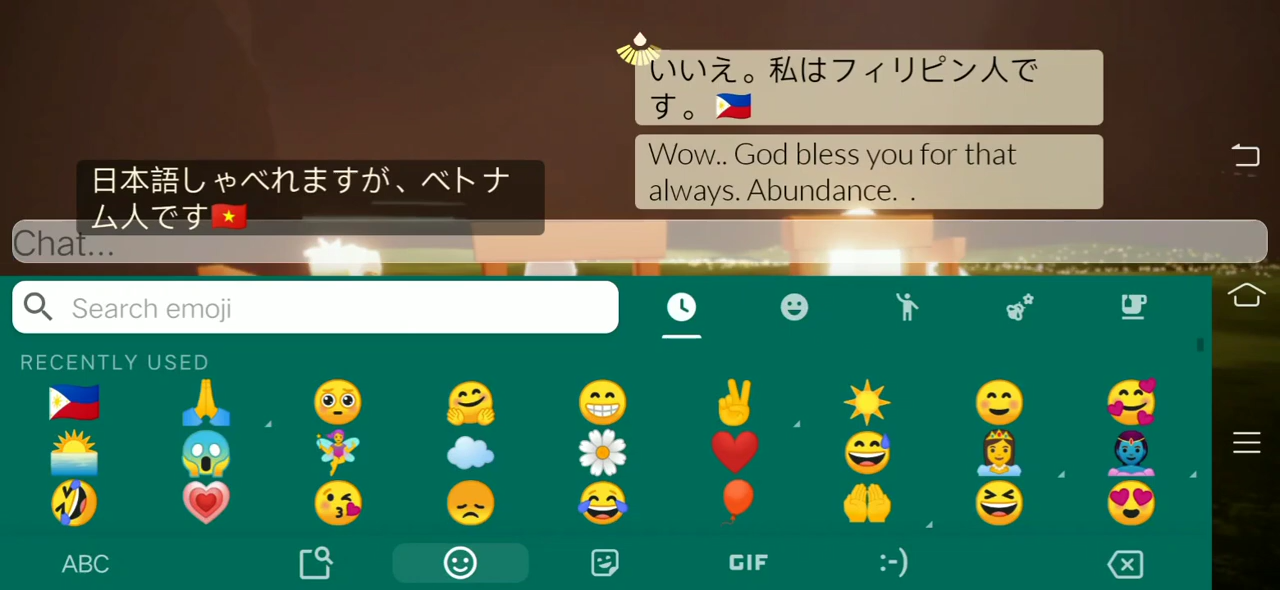 いいえ。私はフィリピン人で
す。🇵🇭
Wow.. God bless you for that
always. Abundance. .
日本語しゃべれますが、ベトナ
ム人です🇻🇳
Chat...
Search emoji
RECENTLY USED
ABC
GIF
:-)